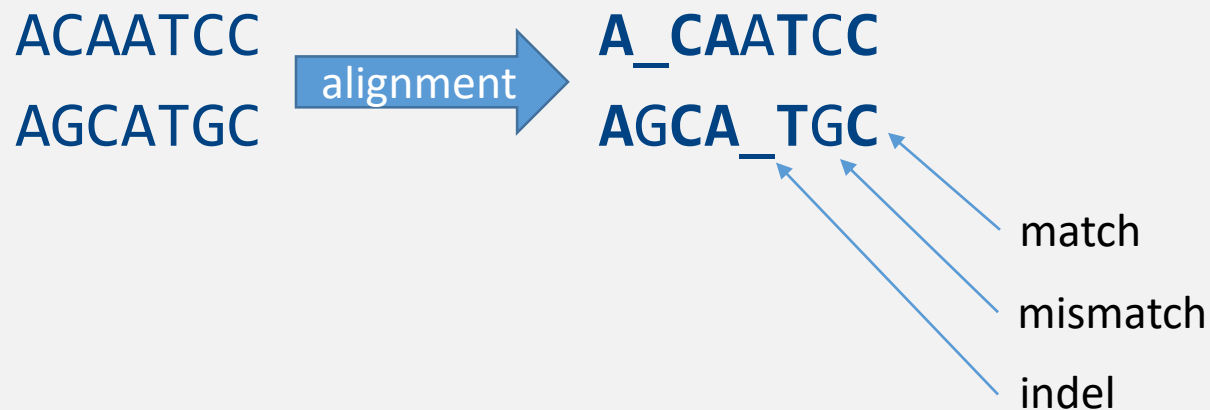 ACAATCC
alignment
A_CAATCC
AGCATGC
AGCA_TGC
match
mismatch
indel